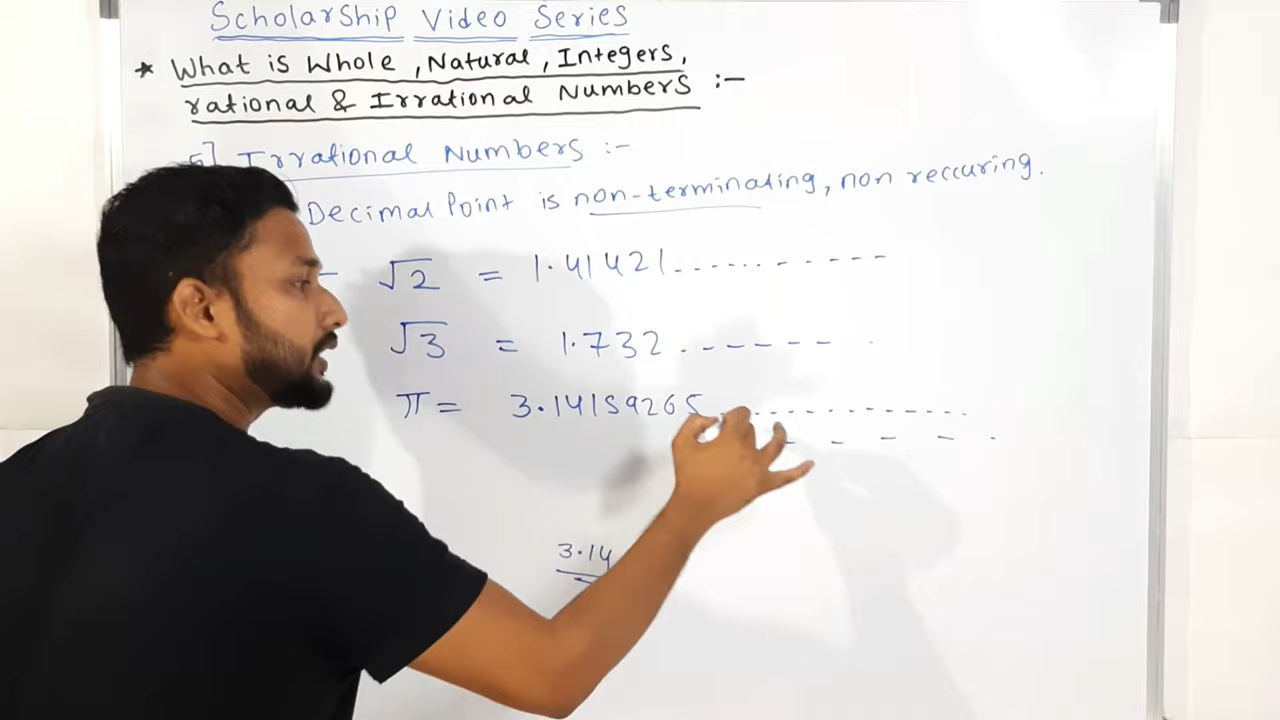 Scholarship Video Series
* What is Whole, Natural, Integers,
rational & Irrational Numbers :-
5] Irrational Numbers :-
Decimal Point is non-terminating, non reccuring.
- √2 = 1.41421.............
√3 = 1.732.------ .
π = 3.14159265..................
- - - - .
3.14